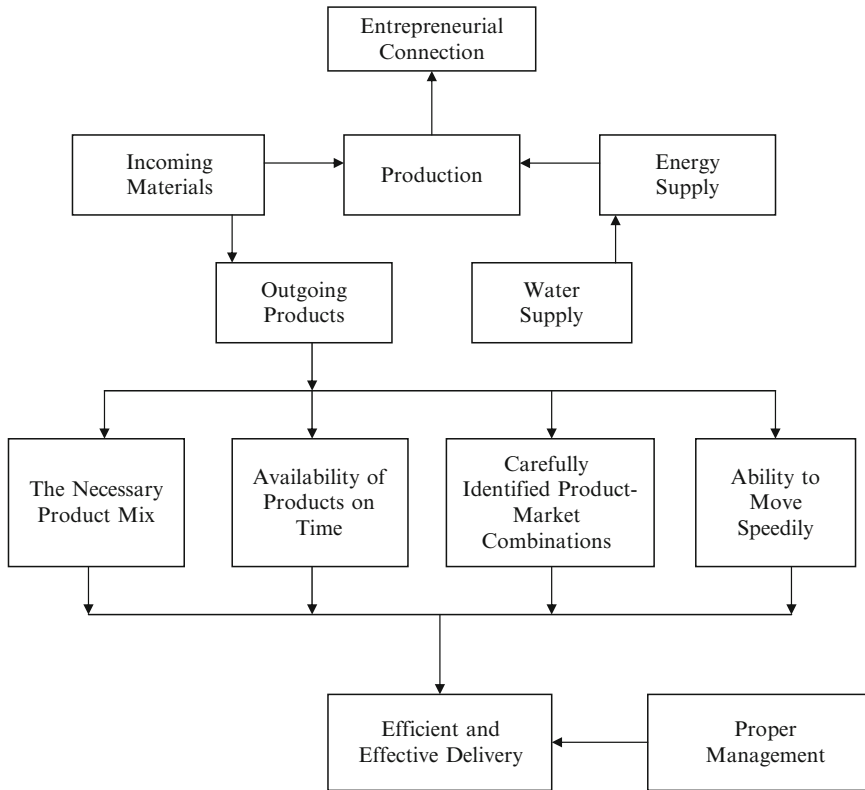 Entrepreneurial
Connection
Incoming
Materials
Production
Energy
Supply
Outgoing
Products
Water
Supply
The Necessary
Product Mix
Availability of
Products on
Time
Carefully
Identified Product-
Market
Combinations
Ability to
Move
Speedily
Efficient and
Effective Delivery
Proper
Management